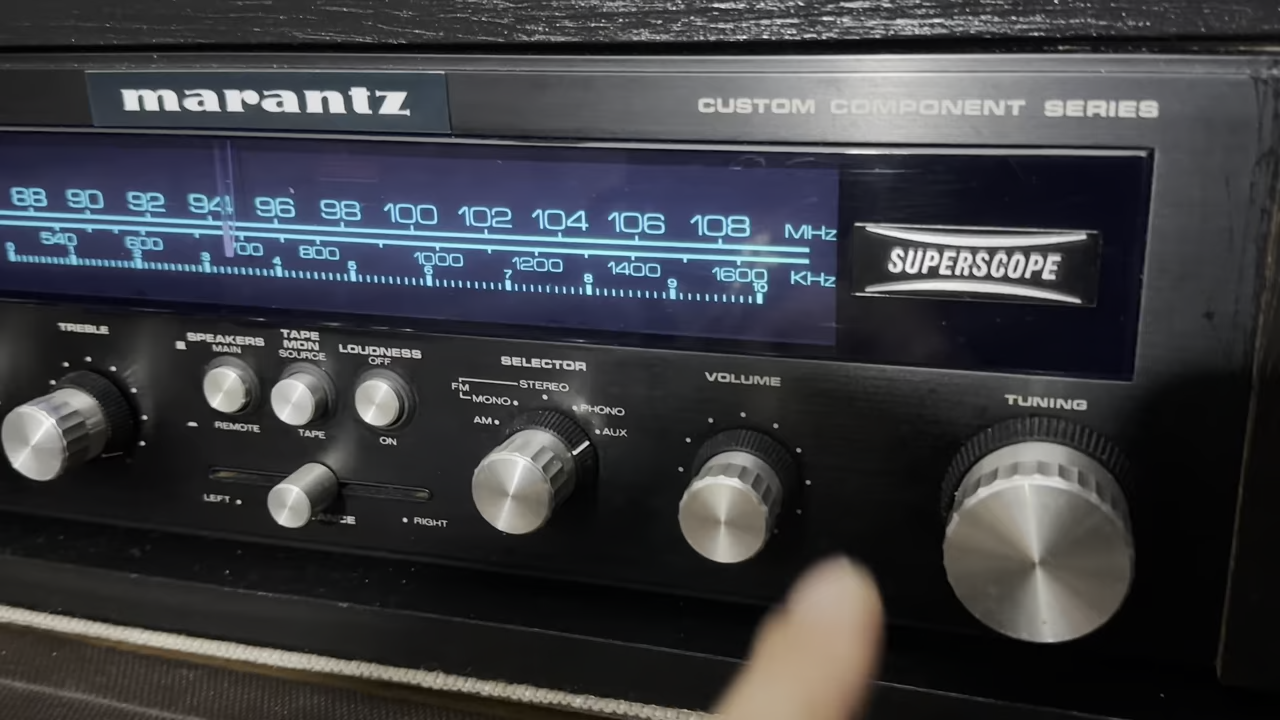 marantz
CUSTOM COMPONENT SERIES
88 90 92 94 96 98 100 102 104 106 108 MHz
540 600 700 800 1000 1200 1400 1600 KHz
0 1 2 3 4 5 6 7 8 9 10
SUPERSCOPE
TREBLE
SPEAKERS
MAIN
REMOTE
TAPE
MON
SOURCE
TAPE
LOUDNESS
OFF
ON
LEFT
RIGHT
SELECTOR
FM STEREO
MONO
AM
PHONO
AUX
VOLUME
TUNING